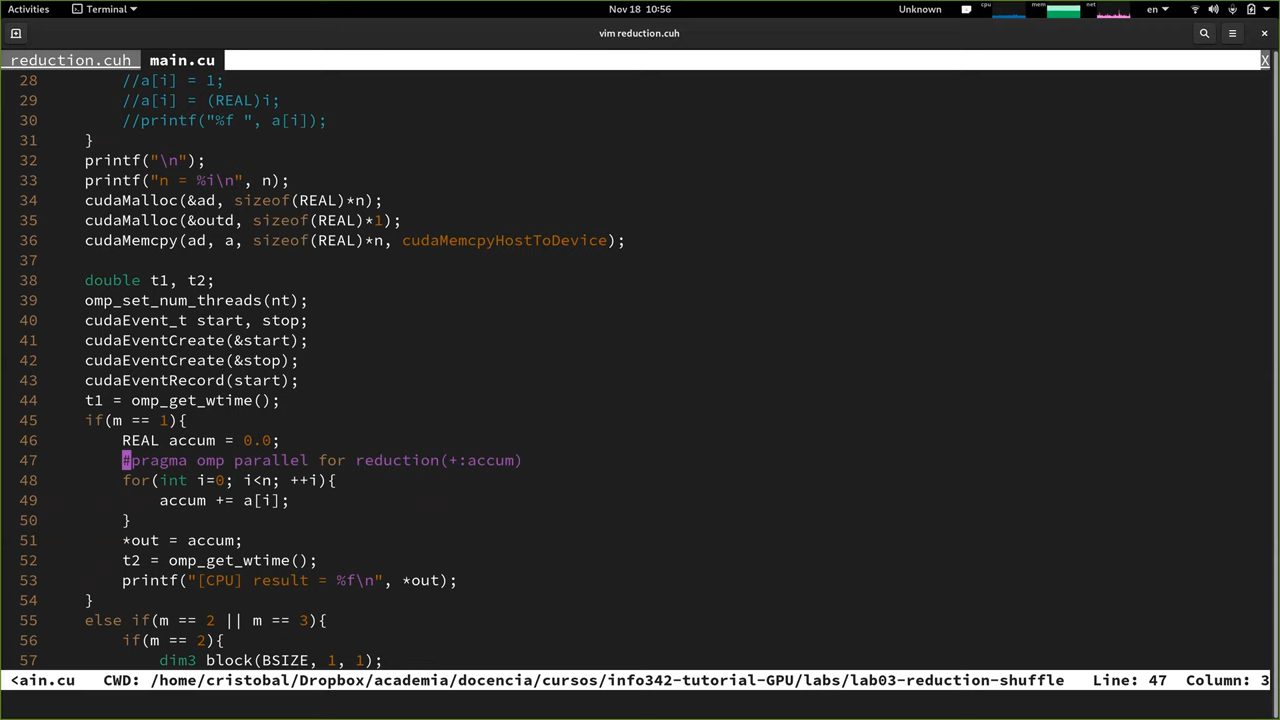 Activities Terminal Nov 18 10:56 Unknown cpu mem net en
vim reduction.cuh
reduction.cuh main.cu X
28 //a[i] = 1;
29 //a[i] = (REAL)i;
30 //printf("%f ", a[i]);
31 }
32 printf("\n");
33 printf("n = %i\n", n);
34 cudaMalloc(&ad, sizeof(REAL)*n);
35 cudaMalloc(&outd, sizeof(REAL)*1);
36 cudaMemcpy(ad, a, sizeof(REAL)*n, cudaMemcpyHostToDevice);
37
38 double t1, t2;
39 omp_set_num_threads(nt);
40 cudaEvent_t start, stop;
41 cudaEventCreate(&start);
42 cudaEventCreate(&stop);
43 cudaEventRecord(start);
44 t1 = omp_get_wtime();
45 if(m == 1){
46 REAL accum = 0.0;
47 #pragma omp parallel for reduction(+:accum)
48 for(int i=0; i<n; ++i){
49 accum += a[i];
50 }
51 *out = accum;
52 t2 = omp_get_wtime();
53 printf("[CPU] result = %f\n", *out);
54 }
55 else if(m == 2 || m == 3){
56 if(m == 2){
57 dim3 block(BSIZE, 1, 1);
<ain.cu CWD: /home/cristobal/Dropbox/academia/docencia/cursos/info342-tutorial-GPU/labs/lab03-reduction-shuffle Line: 47 Column: 3